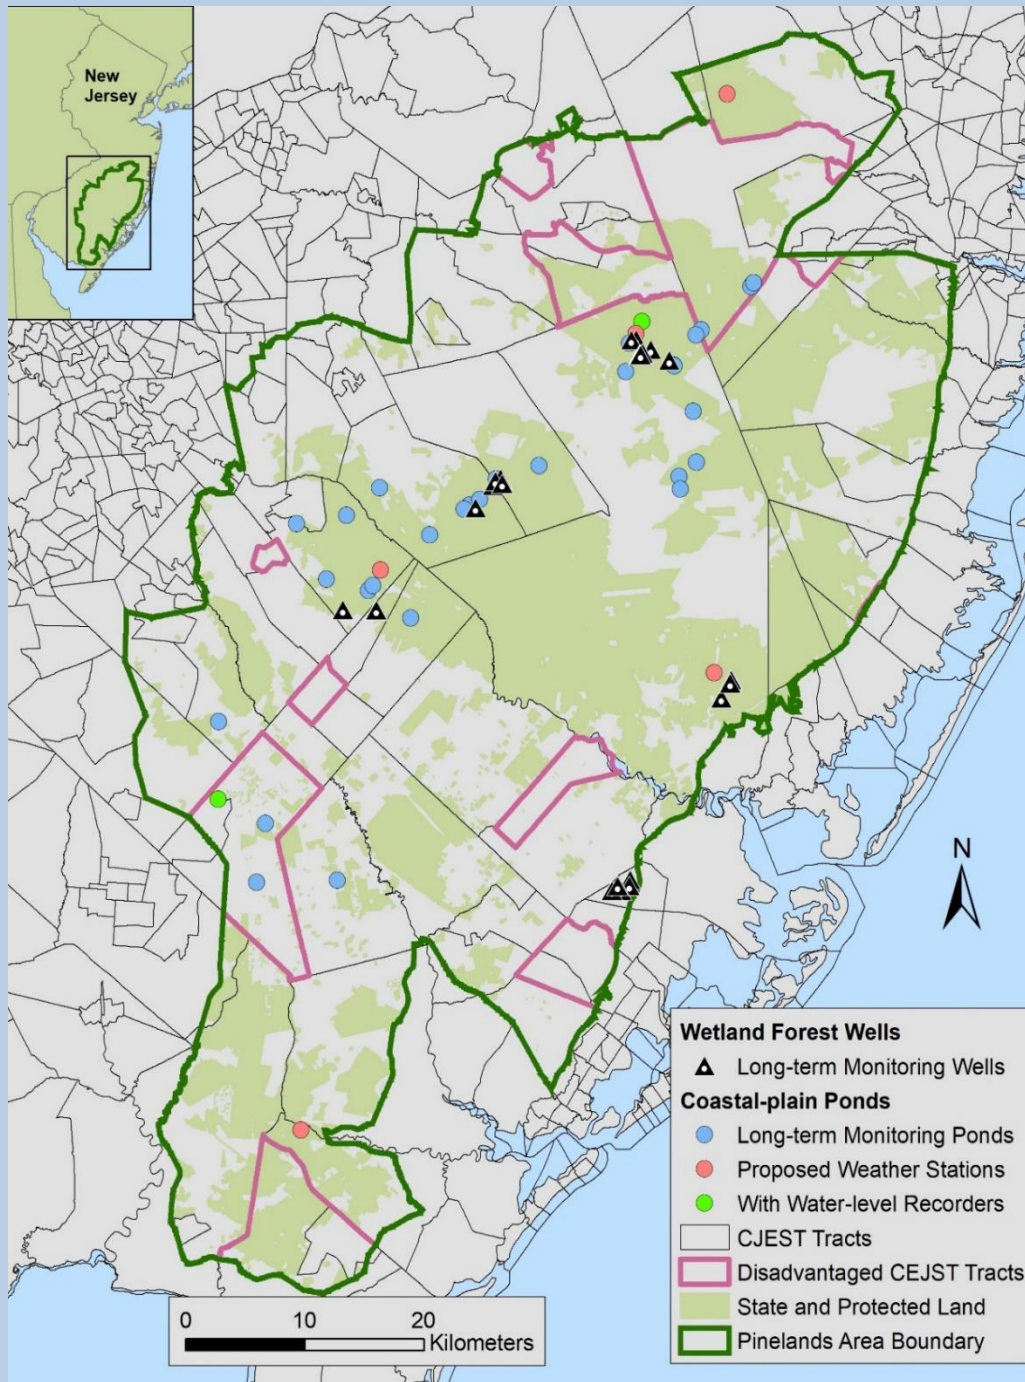 New
Jersey
N
Wetland Forest Wells
Long-term Monitoring Wells
Coastal-plain Ponds
Long-term Monitoring Ponds
Proposed Weather Stations
With Water-level Recorders
CJEST Tracts
Disadvantaged CEJST Tracts
State and Protected Land
Pinelands Area Boundary
0 10 20
Kilometers